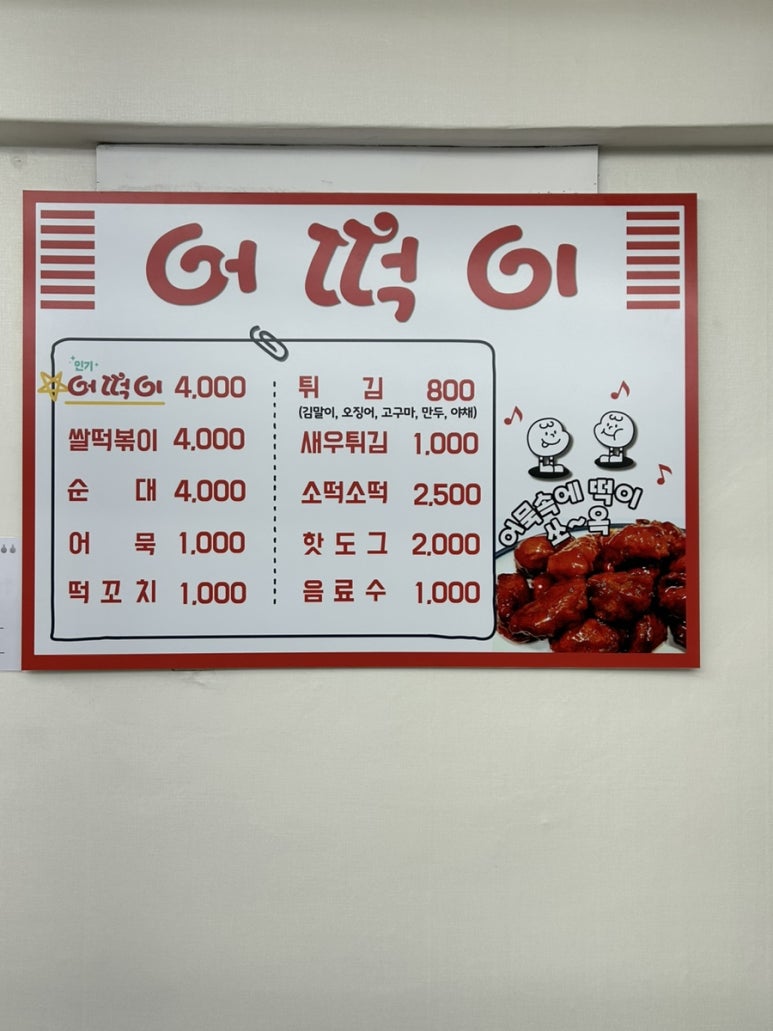 어떡이
인기
어떡이 4,000
쌀떡볶이 4,000
순대 4,000
어묵 1,000
떡꼬치 1,000
튀김 800
(김말이, 오징어, 고구마, 만두, 야채)
새우튀김 1,000
소떡소떡 2,500
핫도그 2,000
음료수 1,000
어묵속에 떡이
쏘~옥